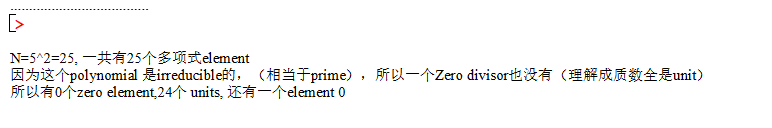 ......................................
[>
N=5^2=25, 一共有25个多项式element
因为这个polynomial 是irreducible的，（相当于prime），所以一个Zero divisor也没有（理解成质数全是unit）
所以有0个zero element,24个 units, 还有一个element 0